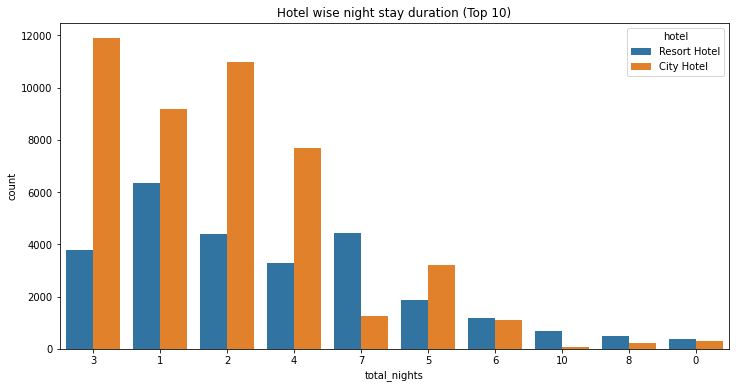 Hotel wise night stay duration (Top 10)
hotel
Resort Hotel
City Hotel
12000
10000
8000
6000
4000
2000
0
count
3 1 2 4 7 5 6 10 8 0
total_nights